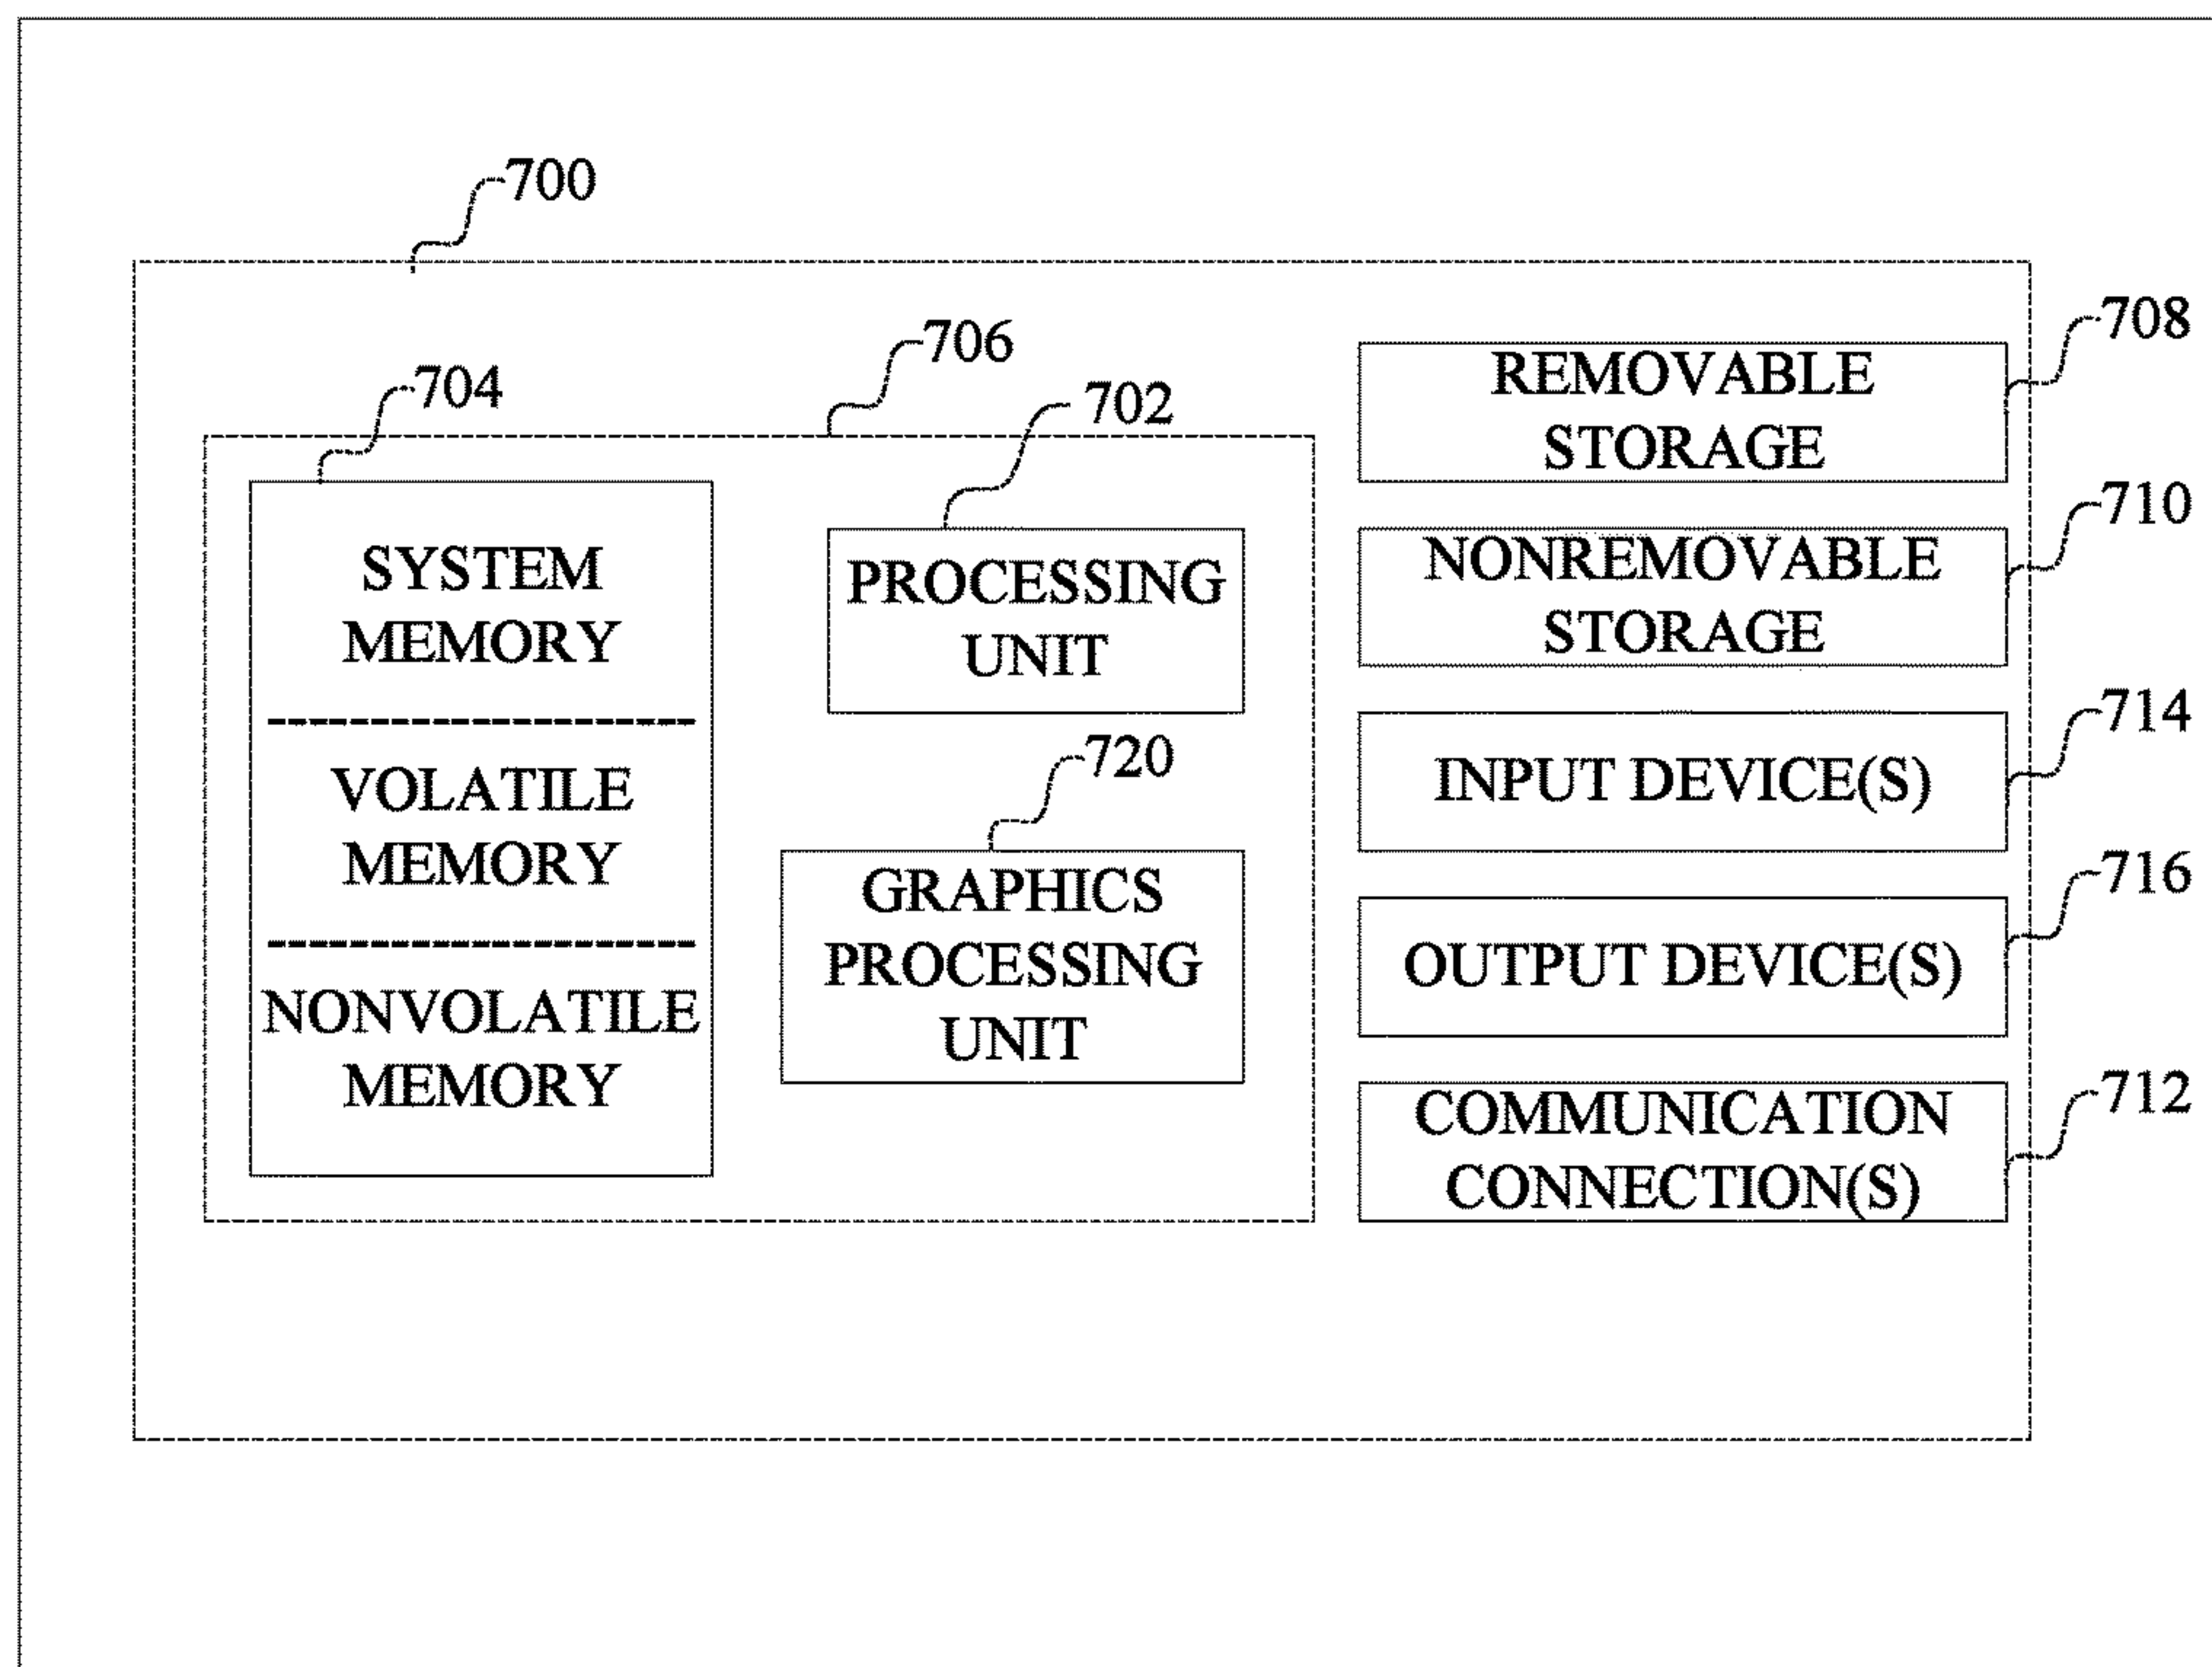 700
706
704
702
SYSTEM
MEMORY
VOLATILE
MEMORY
NONVOLATILE
MEMORY
PROCESSING
UNIT
720
GRAPHICS
PROCESSING
UNIT
708
REMOVABLE
STORAGE
710
NONREMOVABLE
STORAGE
714
INPUT DEVICE(S)
716
OUTPUT DEVICE(S)
712
COMMUNICATION
CONNECTION(S)